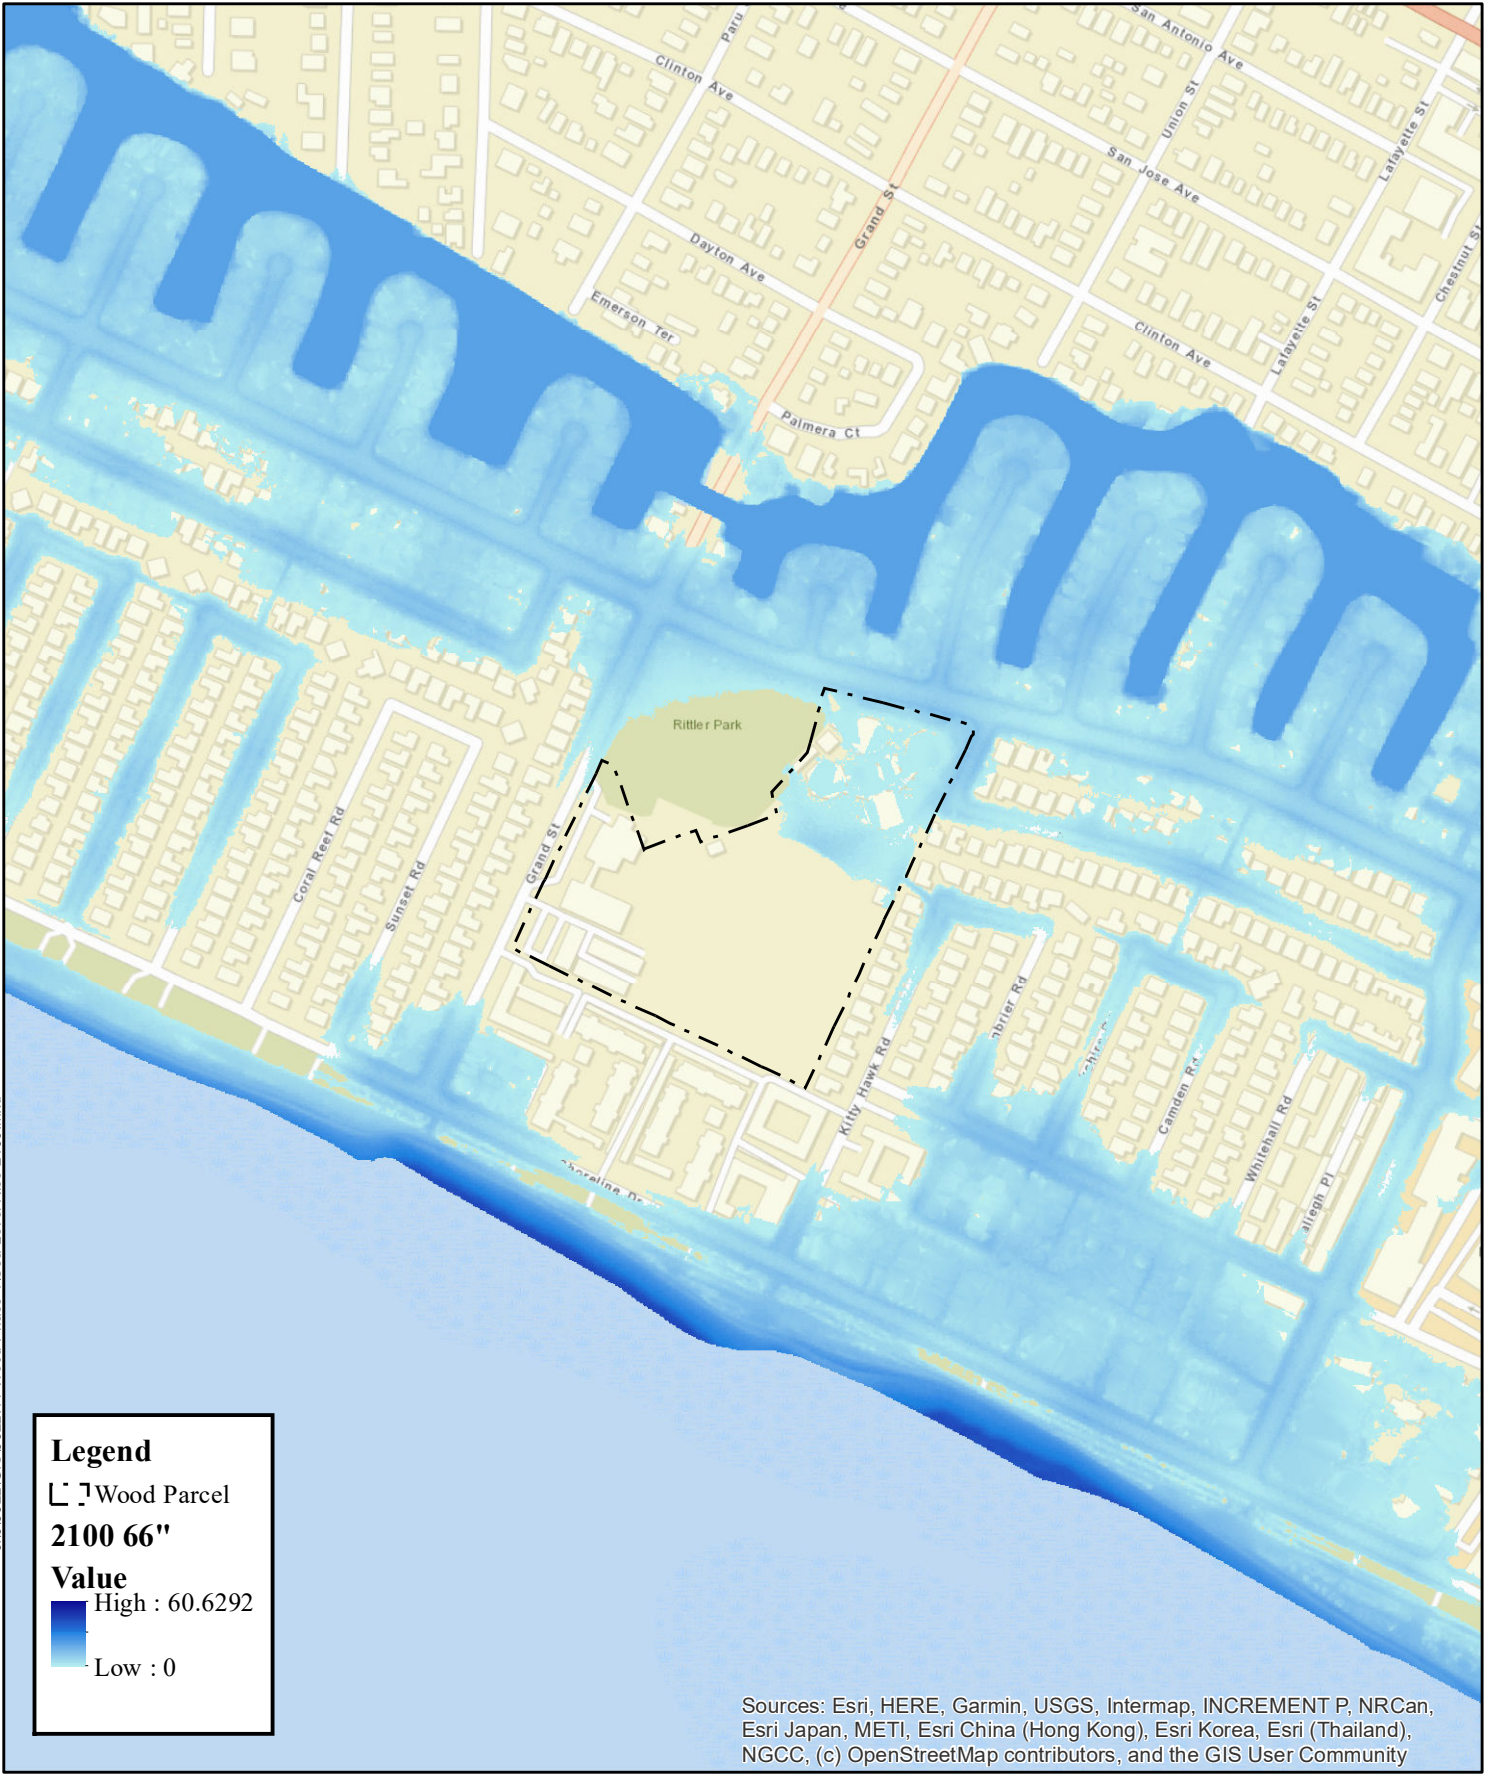 San Antonio Ave
Paru
Clinton Ave
Union St
Lafayette St
San Jose Ave
Grand St
Chestnut St
Dayton Ave
Emerson Ter
Lafayette St
Clinton Ave
Palmera Ct
Rittler Park
Coral Reef Rd
Grand St
Sunset Rd
Kitty Hawk Rd
Camden Rd
Whitehall Rd
Shoreline Dr
Legend
Wood Parcel
2100 66"
Value
High : 60.6292
Low : 0
Sources: Esri, HERE, Garmin, USGS, Intermap, INCREMENT P, NRCan,
Esri Japan, METI, Esri China (Hong Kong), Esri Korea, Esri (Thailand),
NGCC, (c) OpenStreetMap contributors, and the GIS User Community